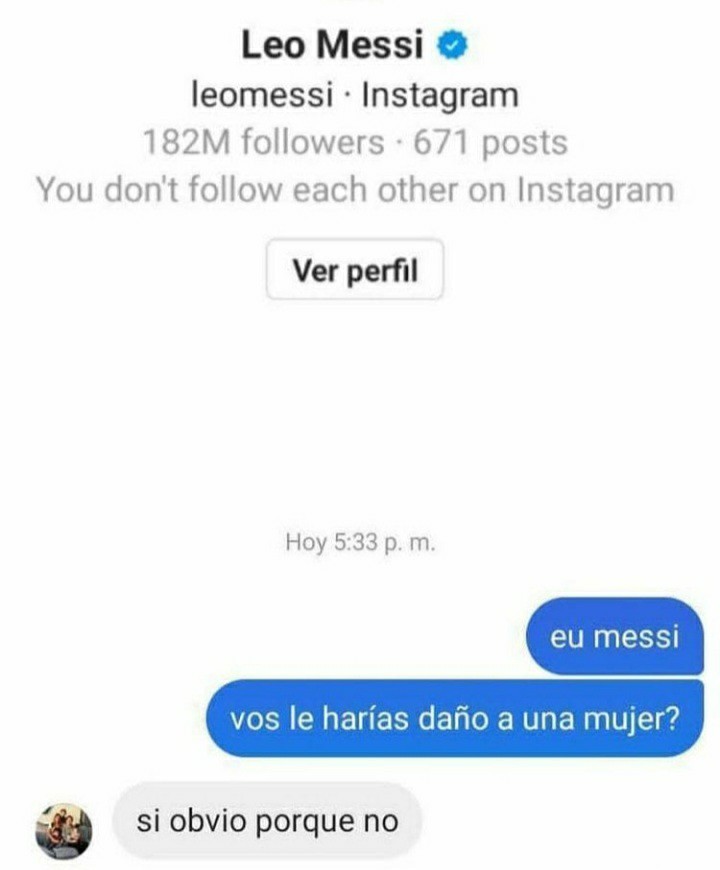 Leo Messi
leomessi · Instagram
182M followers · 671 posts
You don't follow each other on Instagram
Ver perfil
Hoy 5:33 p. m.
eu messi
vos le harías daño a una mujer?
si obvio porque no